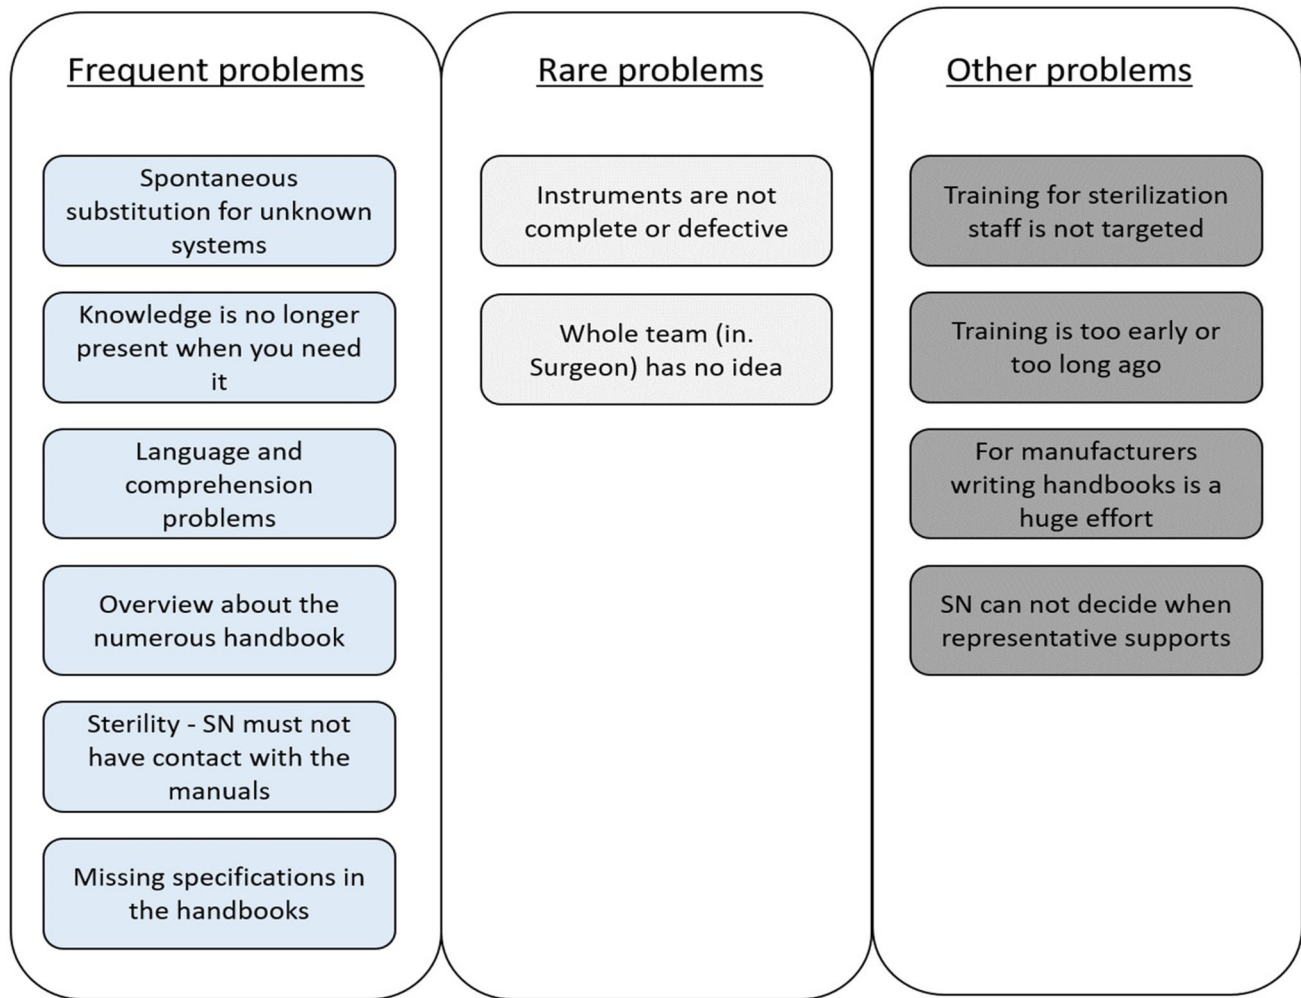 Frequent problems
Spontaneous
substitution for unknown
systems
Knowledge is no longer
present when you need
it
Language and
comprehension
problems
Overview about the
numerous handbook
Sterility - SN must not
have contact with the
manuals
Missing specifications in
the handbooks
Rare problems
Instruments are not
complete or defective
Whole team (in.
Surgeon) has no idea
Other problems
Training for sterilization
staff is not targeted
Training is too early or
too long ago
For manufacturers
writing handbooks is a
huge effort
SN can not decide when
representative supports